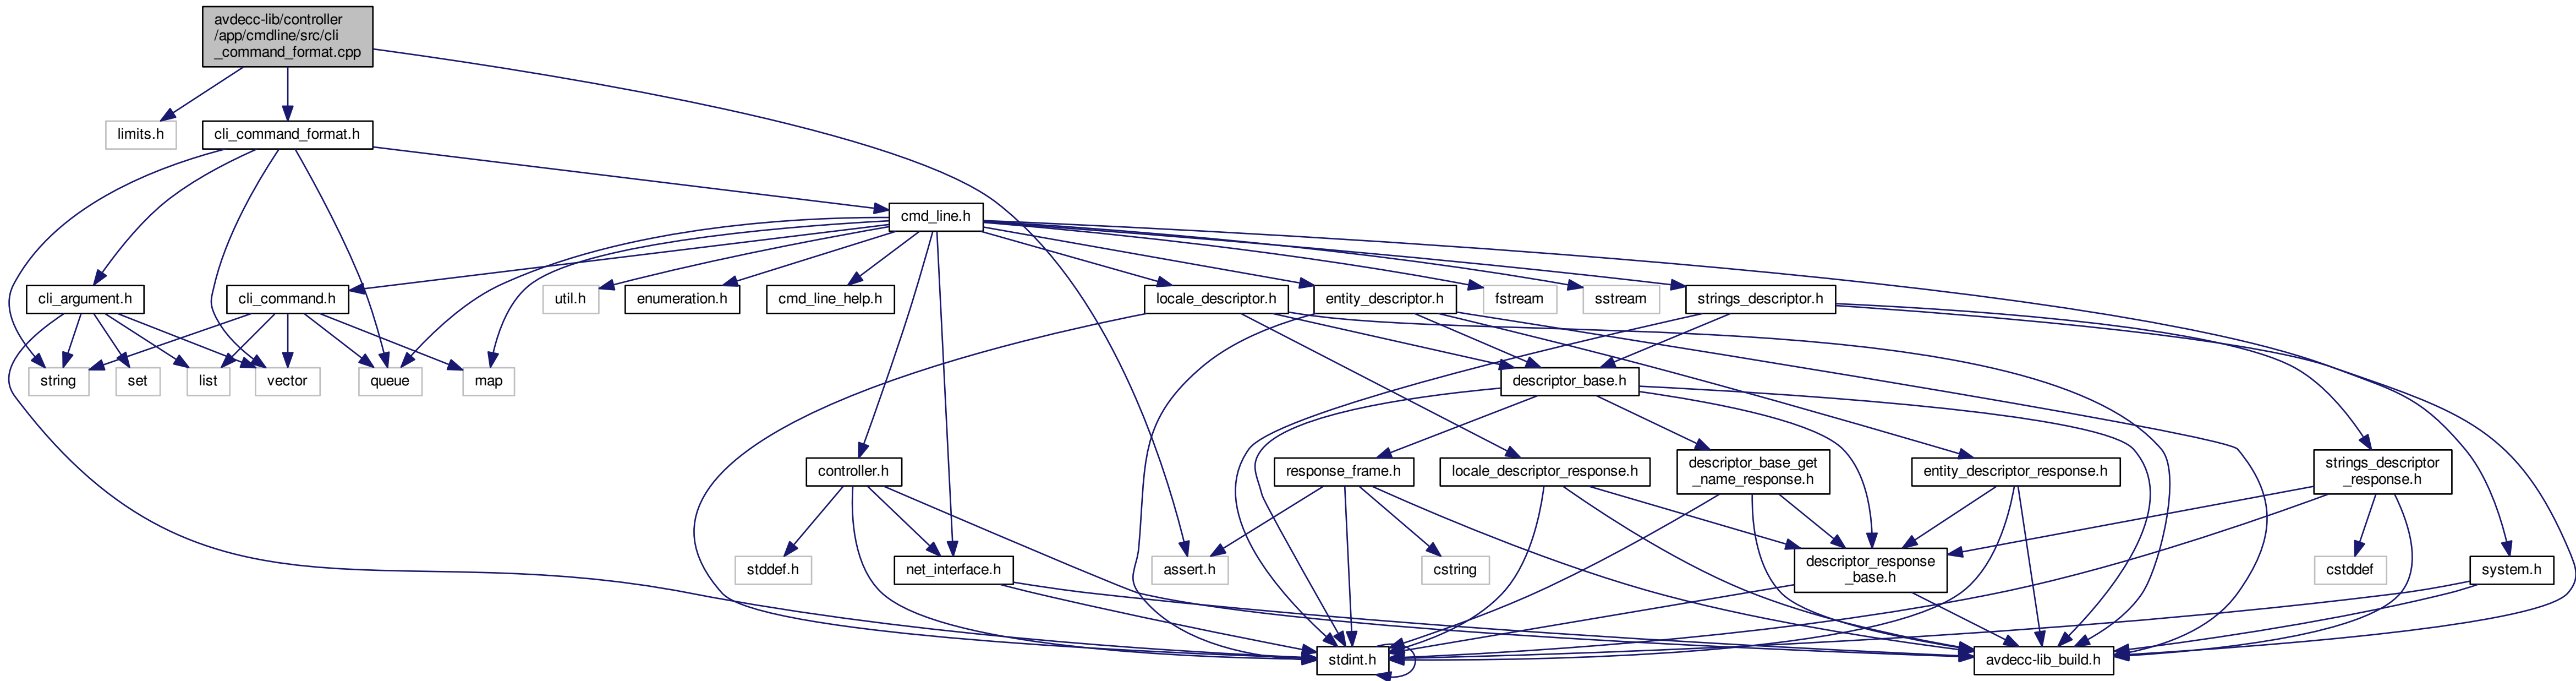 avdecc-lib/controller
/app/cmdline/src/cli
_command_format.cpp
limits.h
cli_command_format.h
cmd_line.h
cli_argument.h
cli_command.h
util.h
enumeration.h
cmd_line_help.h
locale_descriptor.h
entity_descriptor.h
fstream
sstream
strings_descriptor.h
string
set
list
vector
queue
map
descriptor_base.h
controller.h
response_frame.h
locale_descriptor_response.h
descriptor_base_get
_name_response.h
entity_descriptor_response.h
strings_descriptor
_response.h
stddef.h
net_interface.h
assert.h
cstring
descriptor_response
_base.h
cstddef
system.h
stdint.h
avdecc-lib_build.h